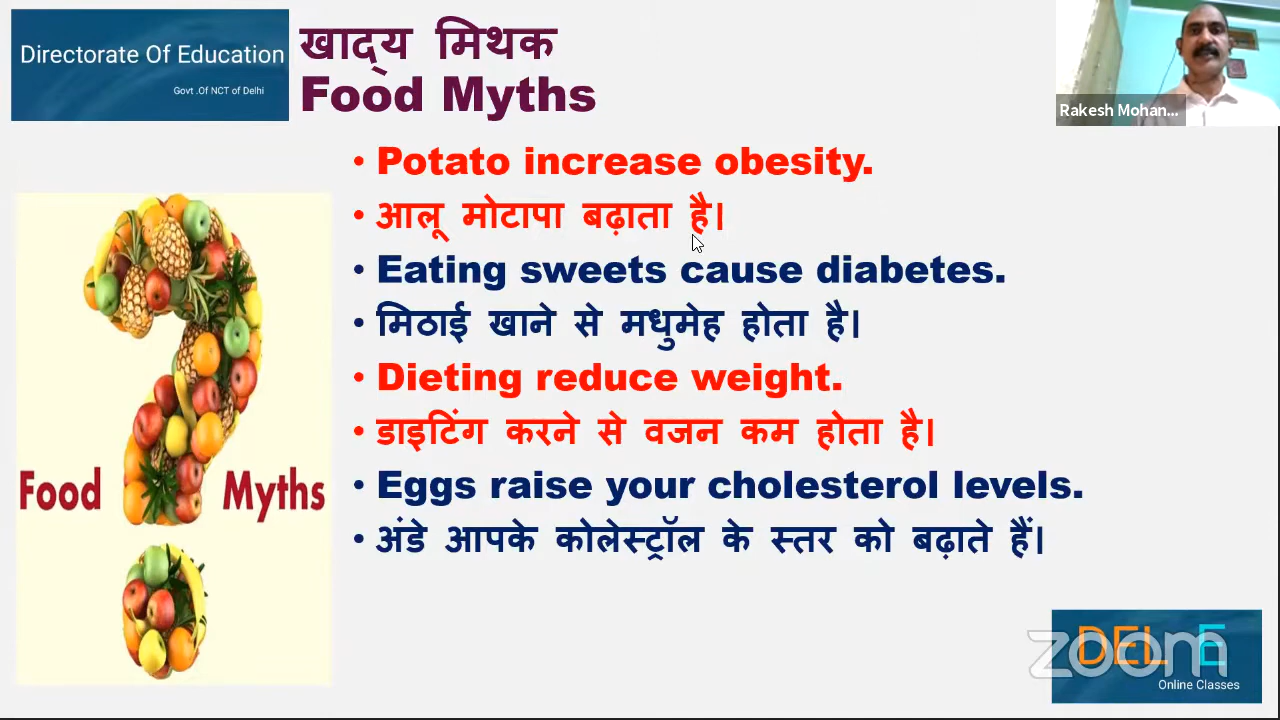 Directorate Of Education
Govt .Of NCT of Delhi
खाद्य मिथक
Food Myths
Rakesh Mohan...
• Potato increase obesity.
• आलू मोटापा बढ़ाता है।
• Eating sweets cause diabetes.
• मिठाई खाने से मधुमेह होता है।
• Dieting reduce weight.
• डाइटिंग करने से वजन कम होता है।
• Eggs raise your cholesterol levels.
• अंडे आपके कोलेस्ट्रॉल के स्तर को बढ़ाते हैं।
Food Myths
zoom
Online Classes